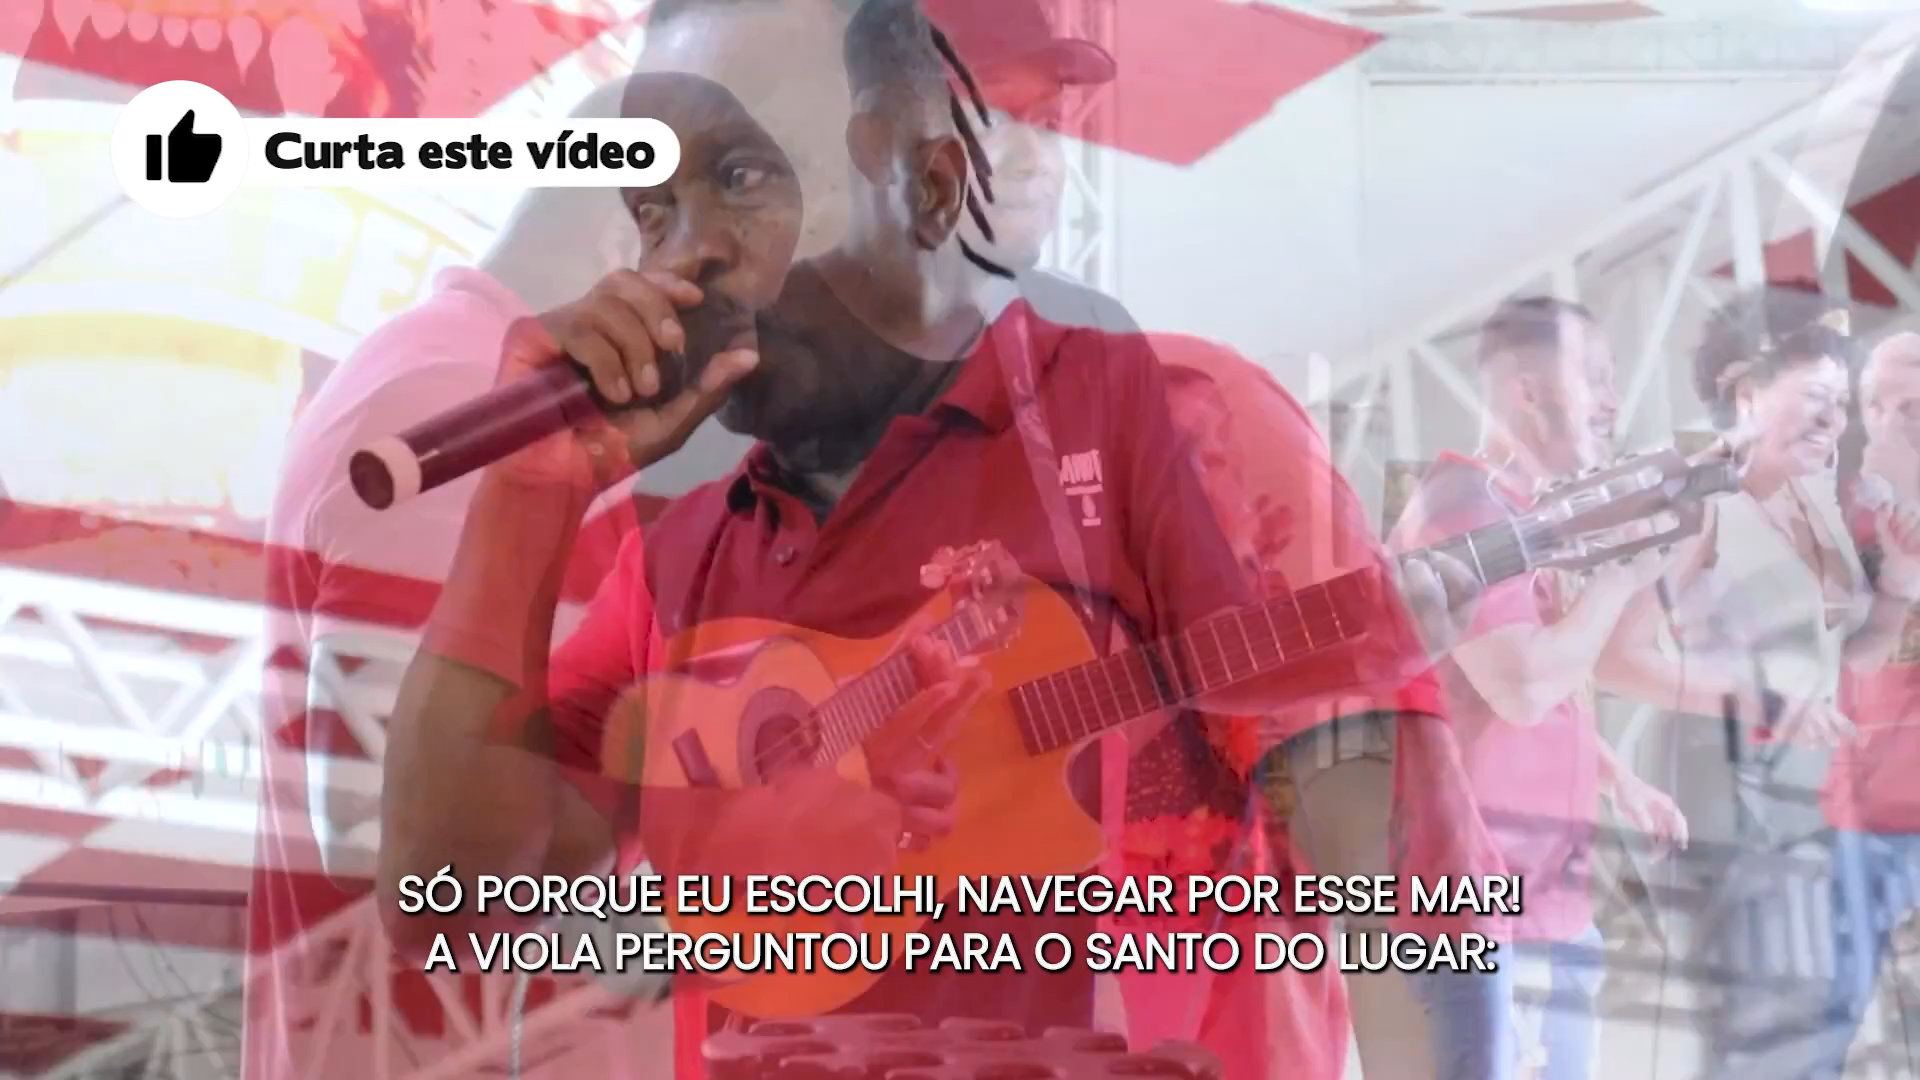 Curta este vídeo
SÓ PORQUE EU ESCOLHI, NAVEGAR POR ESSE MAR!
A VIOLA PERGUNTOU PARA O SANTO DO LUGAR: